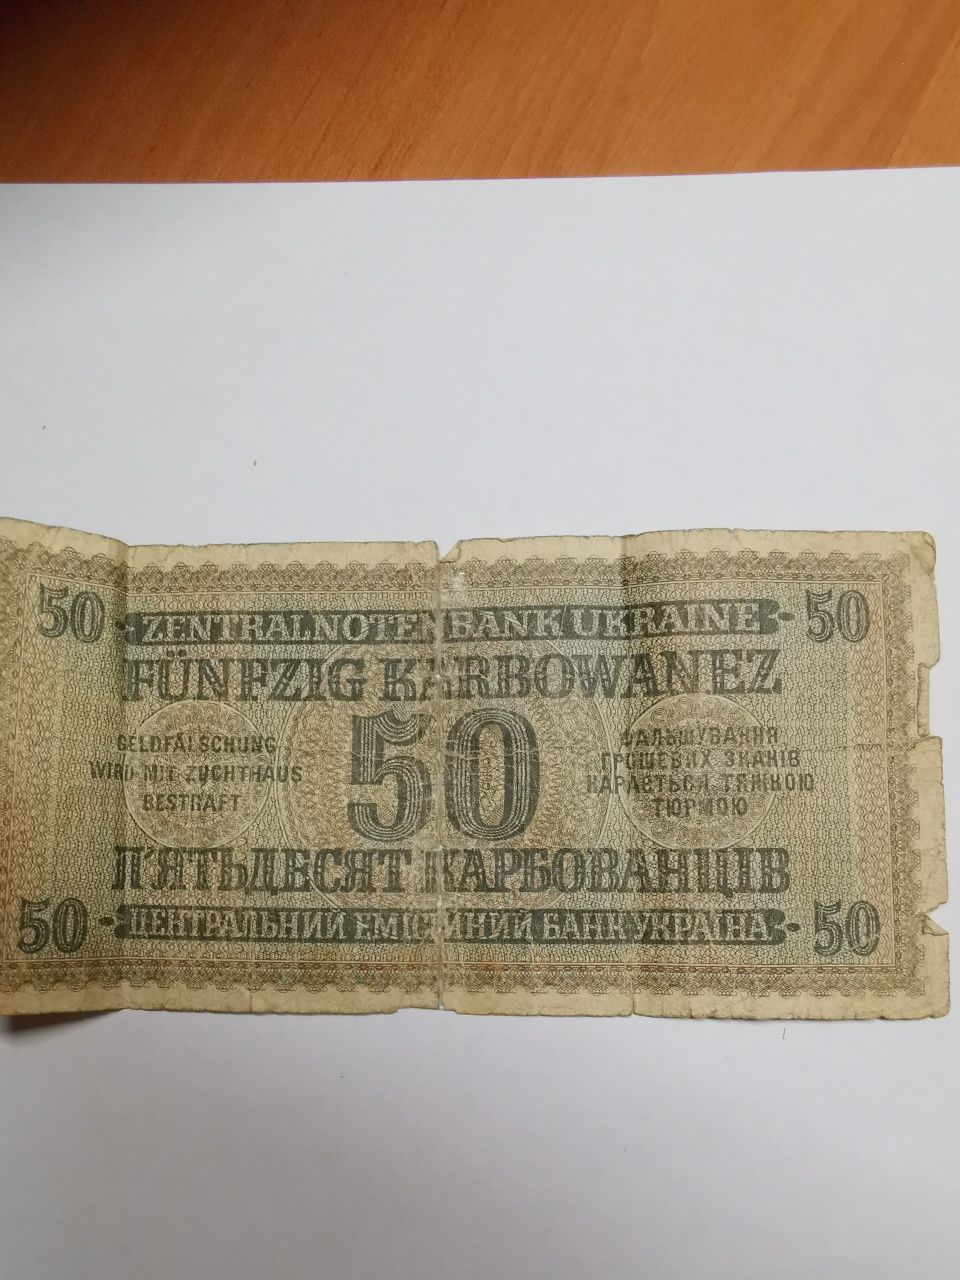 50 ZENTRALNOTENBANK UKRAINE 50
FÜNFZIG KARBOWANEZ
50
GELDFÄLSCHUNG
WIRD MIT ZUCHTHAUS
BESTRAFT
ФАЛЬШУВАННЯ
ГРОШЕВИХ ЗНАКІВ
КАРАЄТЬСЯ ТЯЖКОЮ
ТЮРМОЮ
П'ЯТЬДЕСЯТ КАРБОВАНЦІВ
50 ЦЕНТРАЛЬНИЙ ЕМІСІЙНИЙ БАНК УКРАЇНА 50